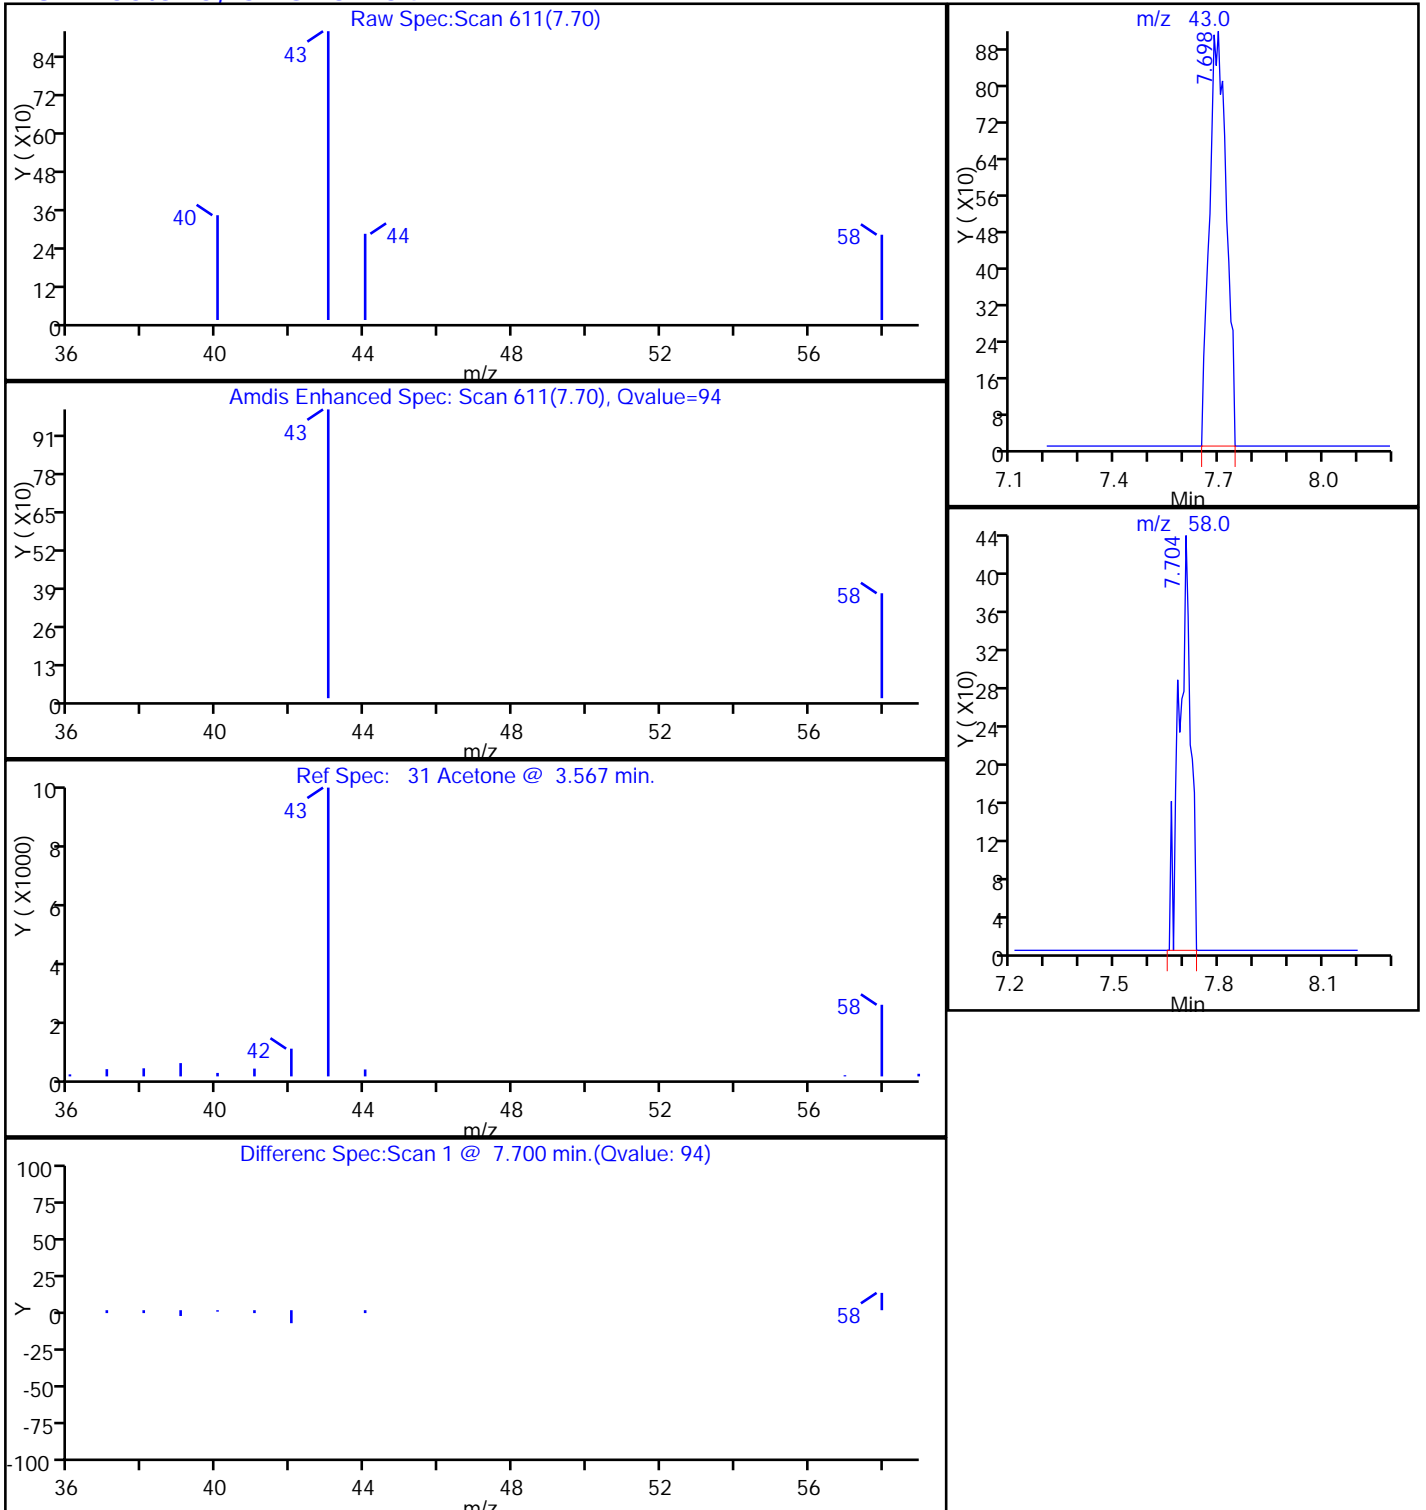 Raw Spec:Scan 611(7.70)
Y ( X10)
84
72
60
48
36
24
12
0
43
40
44
58
36 40 44 48 52 56
m/z
Amdis Enhanced Spec: Scan 611(7.70), Qvalue=94
Y ( X10)
91
78
65
52
39
26
13
0
43
58
36 40 44 48 52 56
m/z
Ref Spec: 31 Acetone @ 3.567 min.
Y ( X1000)
10
8
6
4
2
0
43
42
58
36 40 44 48 52 56
m/z
Differenc Spec:Scan 1 @ 7.700 min.(Qvalue: 94)
Y
100
75
50
25
0
-25
-50
-75
-100
58
36 40 44 48 52 56
m/z
m/z 43.0
Y ( X10)
88
80
72
64
56
48
40
32
24
16
8
0
7.698
7.1 7.4 7.7 8.0
Min
m/z 58.0
Y ( X10)
44
40
36
32
28
24
20
16
12
8
4
0
7.704
7.2 7.5 7.8 8.1
Min